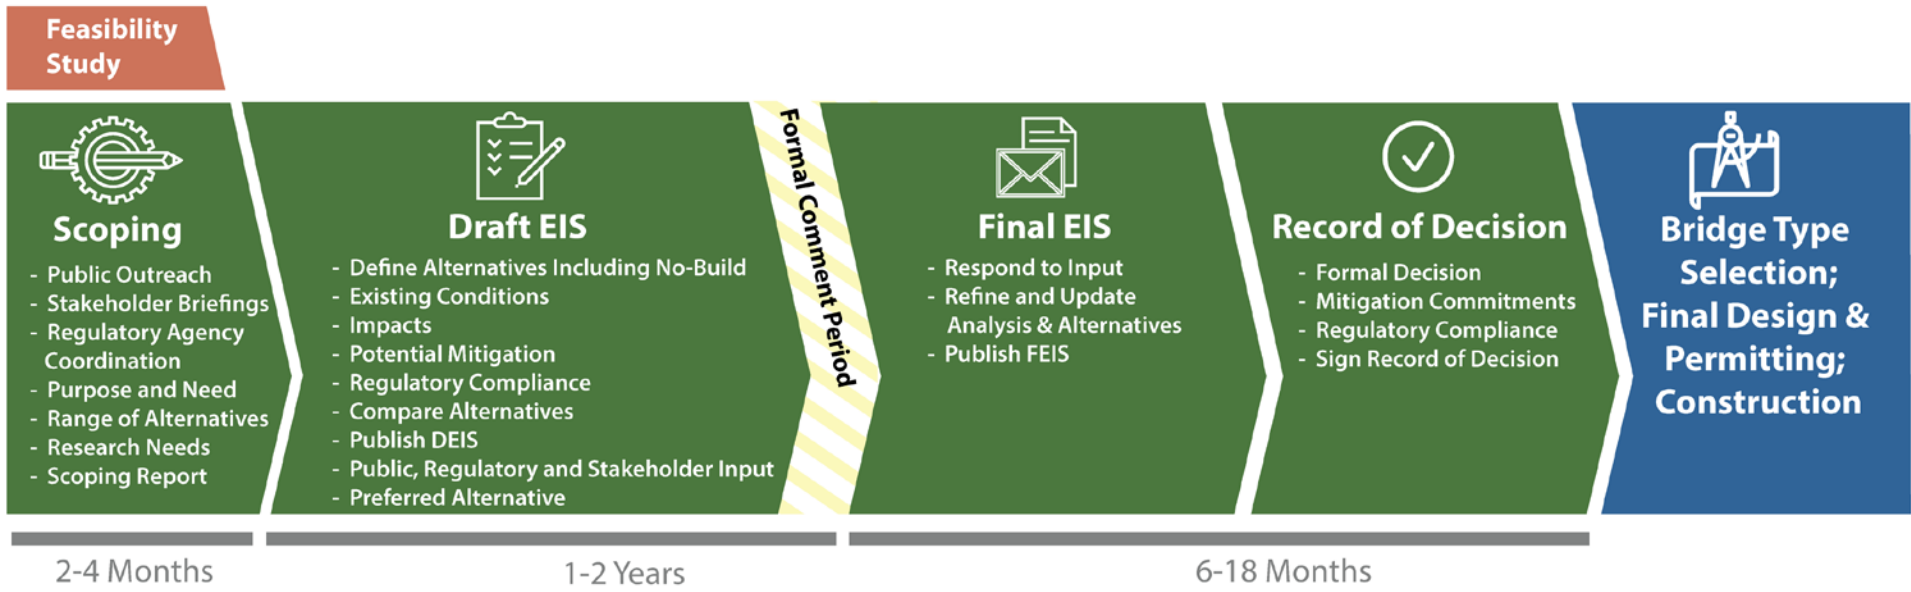 Feasibility
Study
Scoping
- Public Outreach
- Stakeholder Briefings
- Regulatory Agency
Coordination
- Purpose and Need
- Range of Alternatives
- Research Needs
- Scoping Report
Draft EIS
- Define Alternatives Including No-Build
- Existing Conditions
- Impacts
- Potential Mitigation
- Regulatory Compliance
- Compare Alternatives
- Publish DEIS
- Public, Regulatory and Stakeholder Input
- Preferred Alternative
Formal Comment Period
Final EIS
- Respond to Input
- Refine and Update
Analysis & Alternatives
- Publish FEIS
Record of Decision
- Formal Decision
- Mitigation Commitments
- Regulatory Compliance
- Sign Record of Decision
Bridge Type
Selection;
Final Design &
Permitting;
Construction
2-4 Months
1-2 Years
6-18 Months